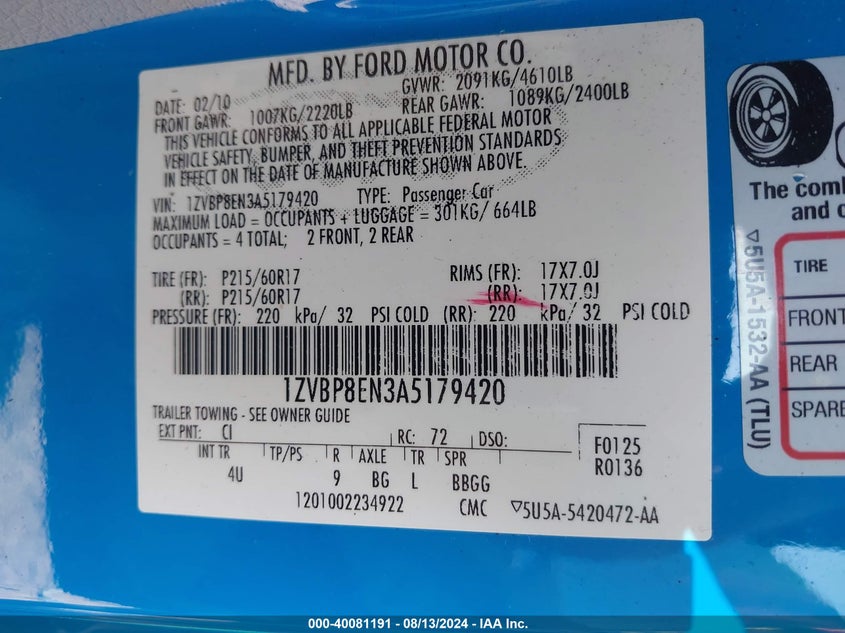 MFD. BY FORD MOTOR CO.
DATE: 02/10
GVWR: 2091KG/4610LB
FRONT GAWR: 1007KG/2220LB
REAR GAWR: 1089KG/2400LB
THIS VEHICLE CONFORMS TO ALL APPLICABLE FEDERAL MOTOR
VEHICLE SAFETY, BUMPER, AND THEFT PREVENTION STANDARDS
IN EFFECT ON THE DATE OF MANUFACTURE SHOWN ABOVE.
VIN: 1ZVBP8EN3A5179420 TYPE: Passenger Car
MAXIMUM LOAD = OCCUPANTS + LUGGAGE = 301KG/ 664LB
OCCUPANTS = 4 TOTAL; 2 FRONT, 2 REAR
TIRE (FR): P215/60R17 RIMS (FR): 17X7.0J
(RR): P215/60R17 (RR): 17X7.0J
PRESSURE (FR): 220 kPa/ 32 PSI COLD (RR): 220 kPa/ 32 PSI COLD
1ZVBP8EN3A5179420
TRAILER TOWING - SEE OWNER GUIDE
EXT PNT: CI RC: 72 DSO: F0125
INT TR TP/PS R AXLE TR SPR R0136
4U 9 BG L BBGG
1201002234922 CMC ▽5U5A-5420472-AA
The comb
and o
▽5U5A-1532-AA (TLU)
TIRE
FRONT
REAR
SPARE
000-40081191 - 08/13/2024 - IAA Inc.